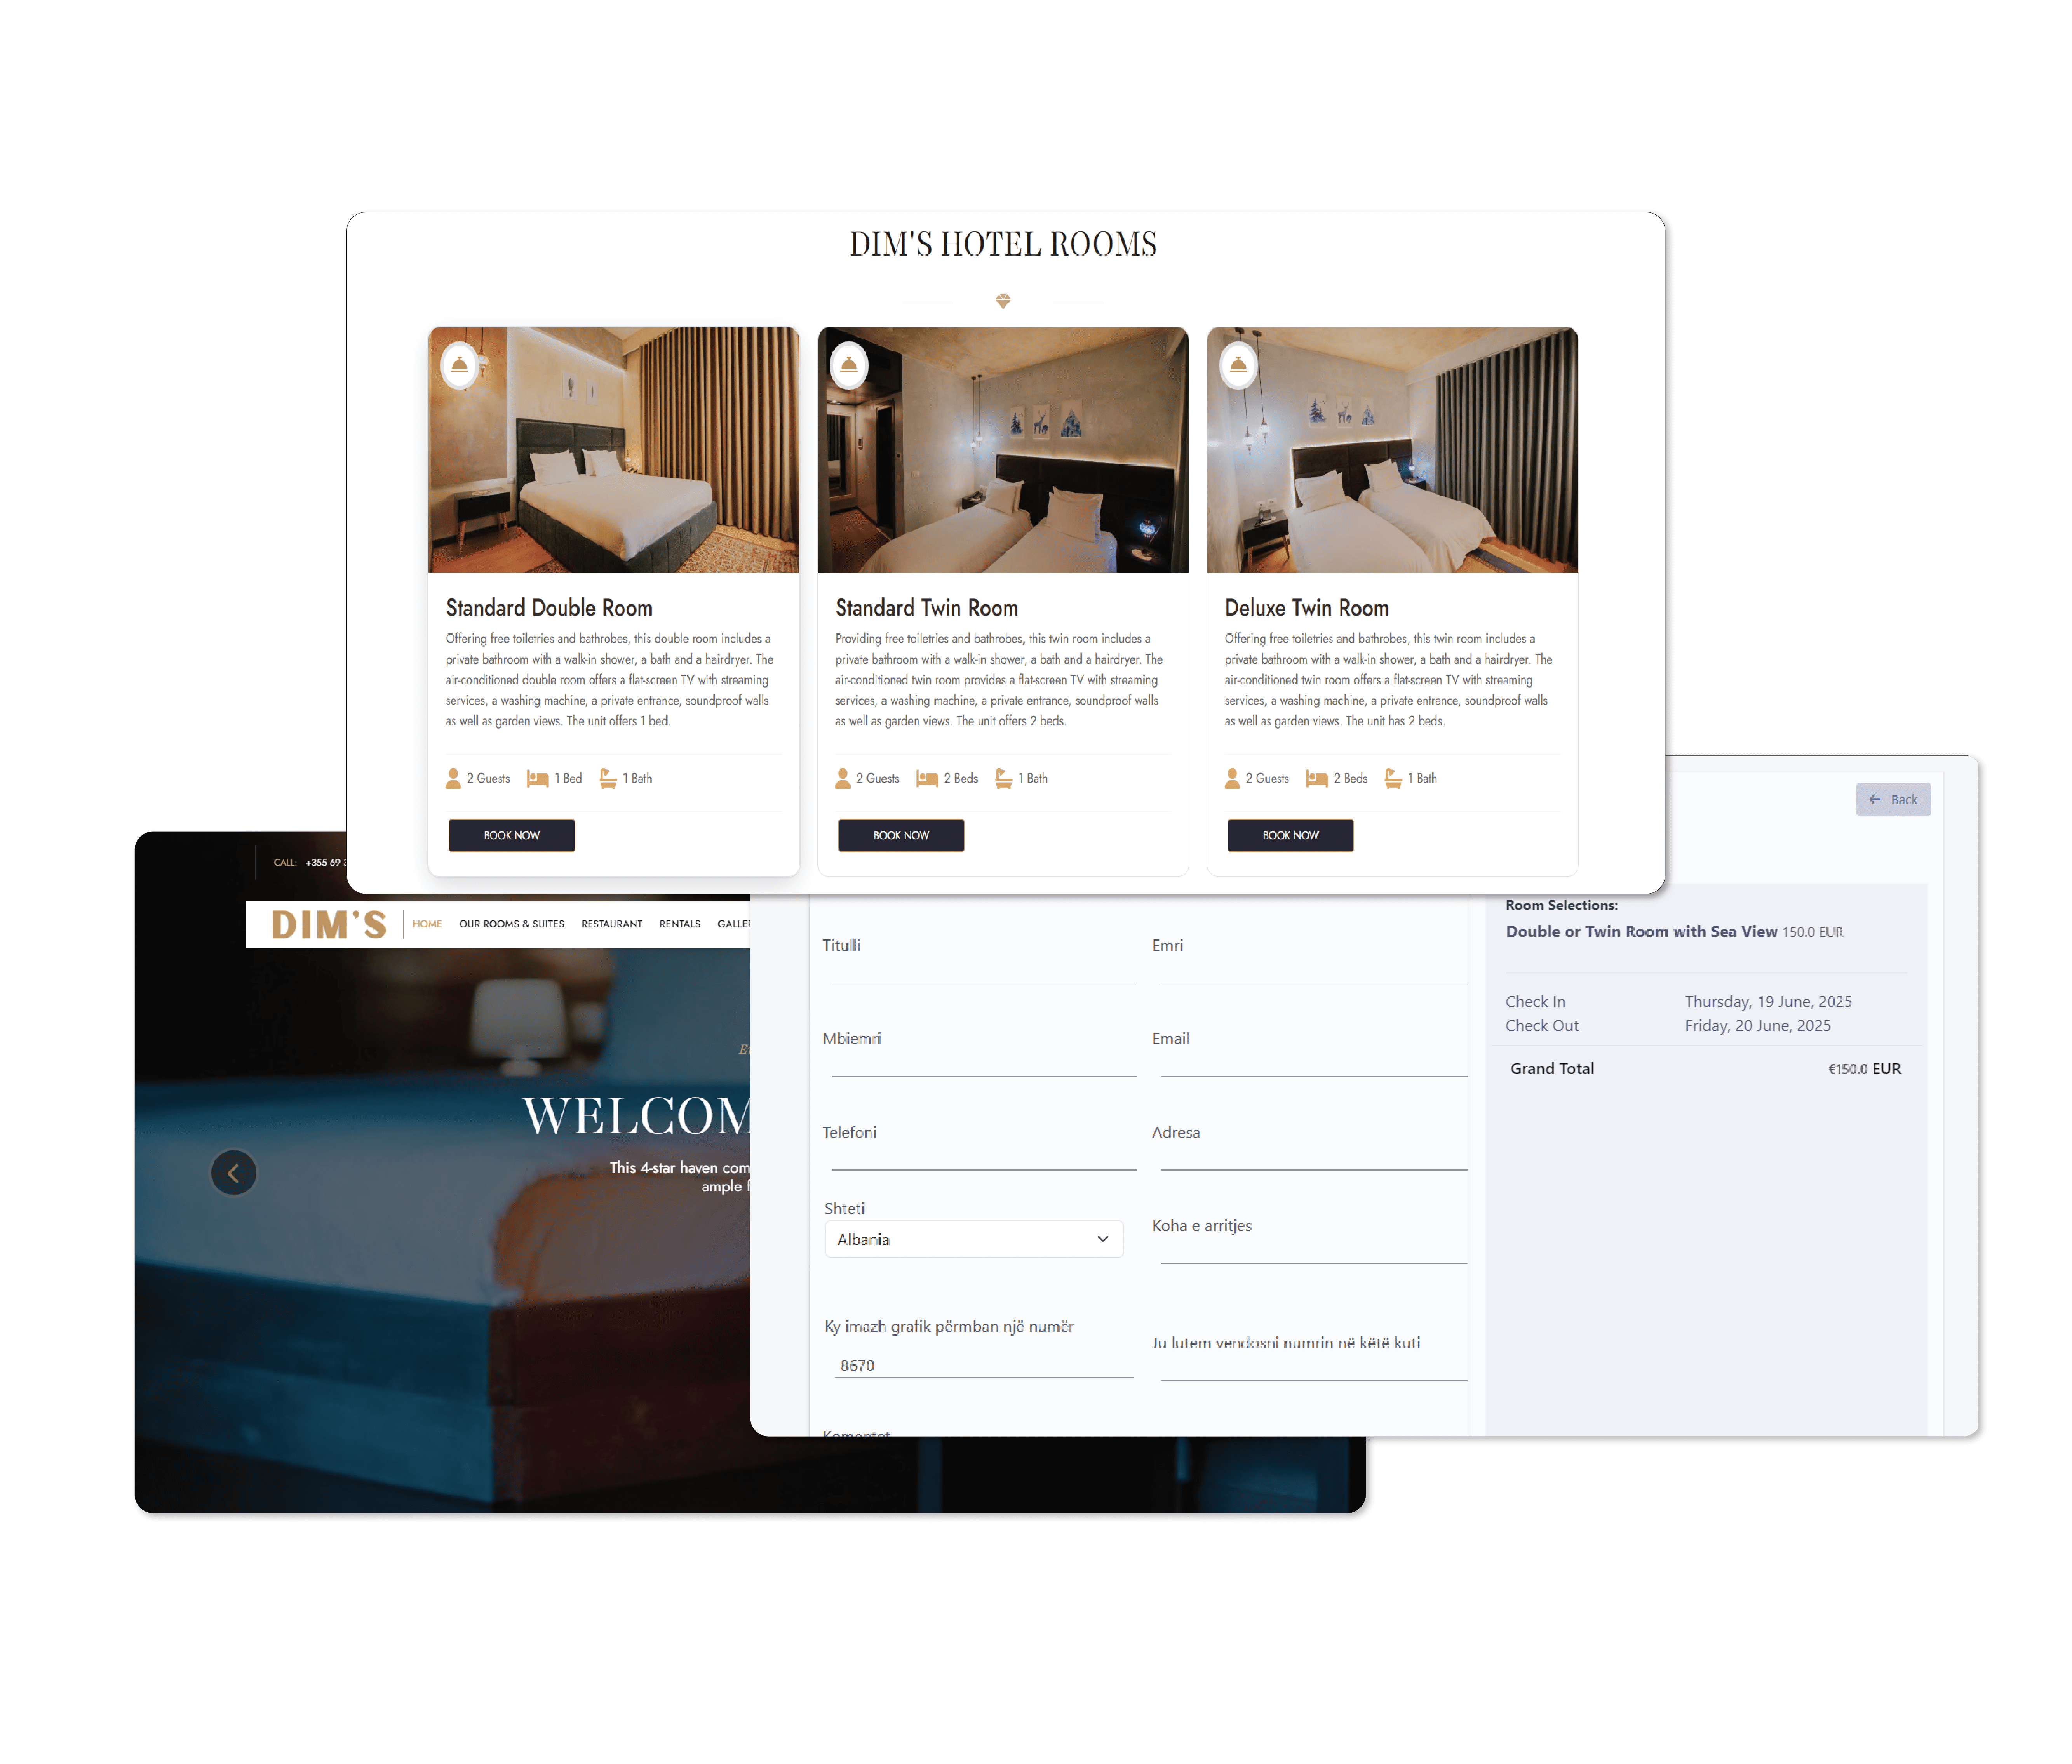 DIM'S HOTEL ROOMS
Standard Double Room
Offering free toiletries and bathrobes, this double room includes a
private bathroom with a walk-in shower, a bath and a hairdryer. The
air-conditioned double room offers a flat-screen TV with streaming
services, a washing machine, a private entrance, soundproof walls
as well as garden views. The unit offers 1 bed.
2 Guests 1 Bed 1 Bath
BOOK NOW
Standard Twin Room
Providing free toiletries and bathrobes, this twin room includes a
private bathroom with a walk-in shower, a bath and a hairdryer. The
air-conditioned twin room provides a flat-screen TV with streaming
services, a washing machine, a private entrance, soundproof walls
as well as garden views. The unit offers 2 beds.
2 Guests 2 Beds 1 Bath
BOOK NOW
Deluxe Twin Room
Offering free toiletries and bathrobes, this twin room includes a
private bathroom with a walk-in shower, a bath and a hairdryer. The
air-conditioned twin room offers a flat-screen TV with streaming
services, a washing machine, a private entrance, soundproof walls
as well as garden views. The unit has 2 beds.
2 Guests 2 Beds 1 Bath
BOOK NOW
CALL: +355 69
DIM'S HOME OUR ROOMS & SUITES RESTAURANT RENTALS
WELCOM
This 4-star haven com
ample
Back
Titulli Emri
Mbiemri Email
Telefoni Adresa
Shteti
Albania
Koha e arritjes
Ky imazh grafik përmban një numër
8670
Ju lutem vendosni numrin në këtë kuti
Room Selections:
Double or Twin Room with Sea View 150.0 EUR
Check In Thursday, 19 June, 2025
Check Out Friday, 20 June, 2025
Grand Total €150.0 EUR